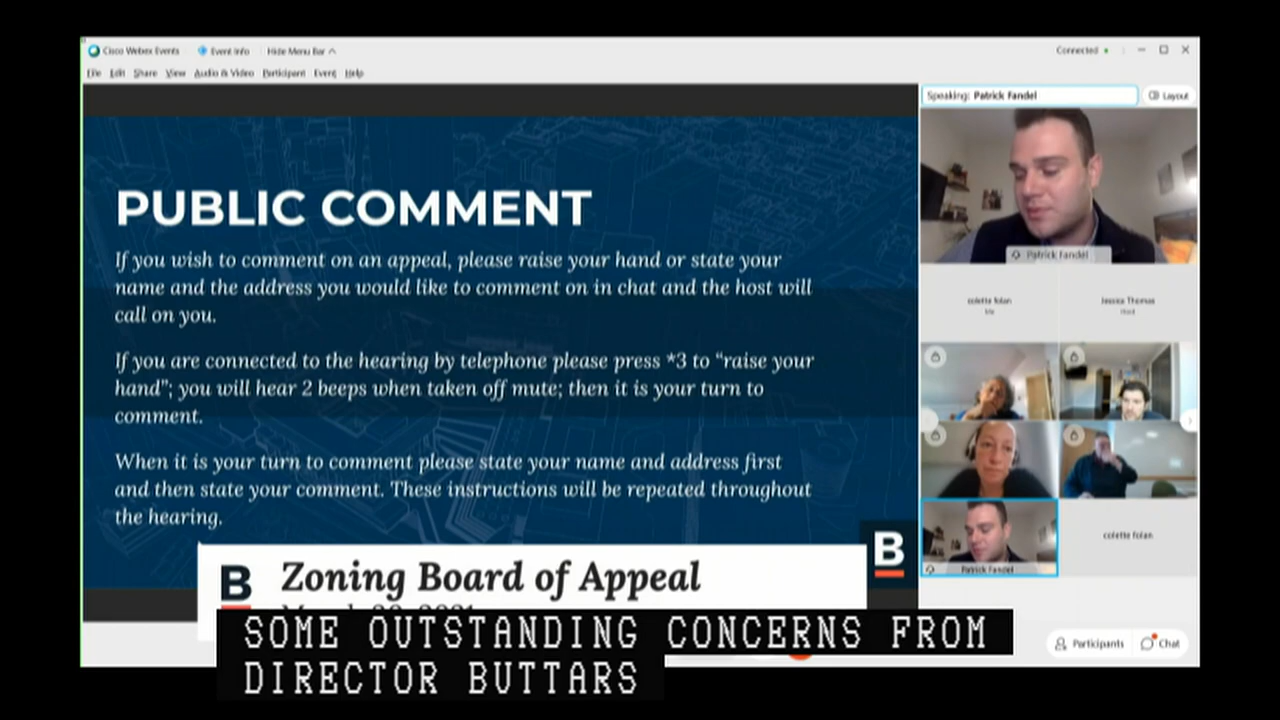 Cisco Webex Events
Event Info
Hide Menu Bar
Connected
File Edit Share View Audio & Video Participant Event Help
Speaking: Patrick Fandel
Layout
PUBLIC COMMENT
If you wish to comment on an appeal, please raise your hand or state your
name and the address you would like to comment on in chat and the host will
call on you.
If you are connected to the hearing by telephone please press *3 to “raise your
hand”; you will hear 2 beeps when taken off mute; then it is your turn to
comment.
When it is your turn to comment please state your name and address first
and then state your comment. These instructions will be repeated throughout
the hearing.
B
Patrick Fandel
colette folan
Me
Jessica Thomas
Host
Patrick Fandel
colette folan
B
Zoning Board of Appeal
SOME OUTSTANDING CONCERNS FROM
DIRECTOR BUTTARS
Participants
Chat